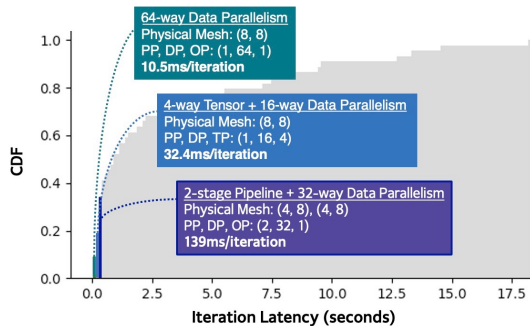 64-way Data Parallelism
Physical Mesh: (8, 8)
PP, DP, OP: (1, 64, 1)
10.5ms/iteration
4-way Tensor + 16-way Data Parallelism
Physical Mesh: (8, 8)
PP, DP, TP: (1, 16, 4)
32.4ms/iteration
2-stage Pipeline + 32-way Data Parallelism
Physical Mesh: (4, 8), (4, 8)
PP, DP, OP: (2, 32, 1)
139ms/iteration
CDF
1.0
0.8
0.6
0.4
0.2
0.0
0.0 2.5 5.0 7.5 10.0 12.5 15.0 17.5
Iteration Latency (seconds)